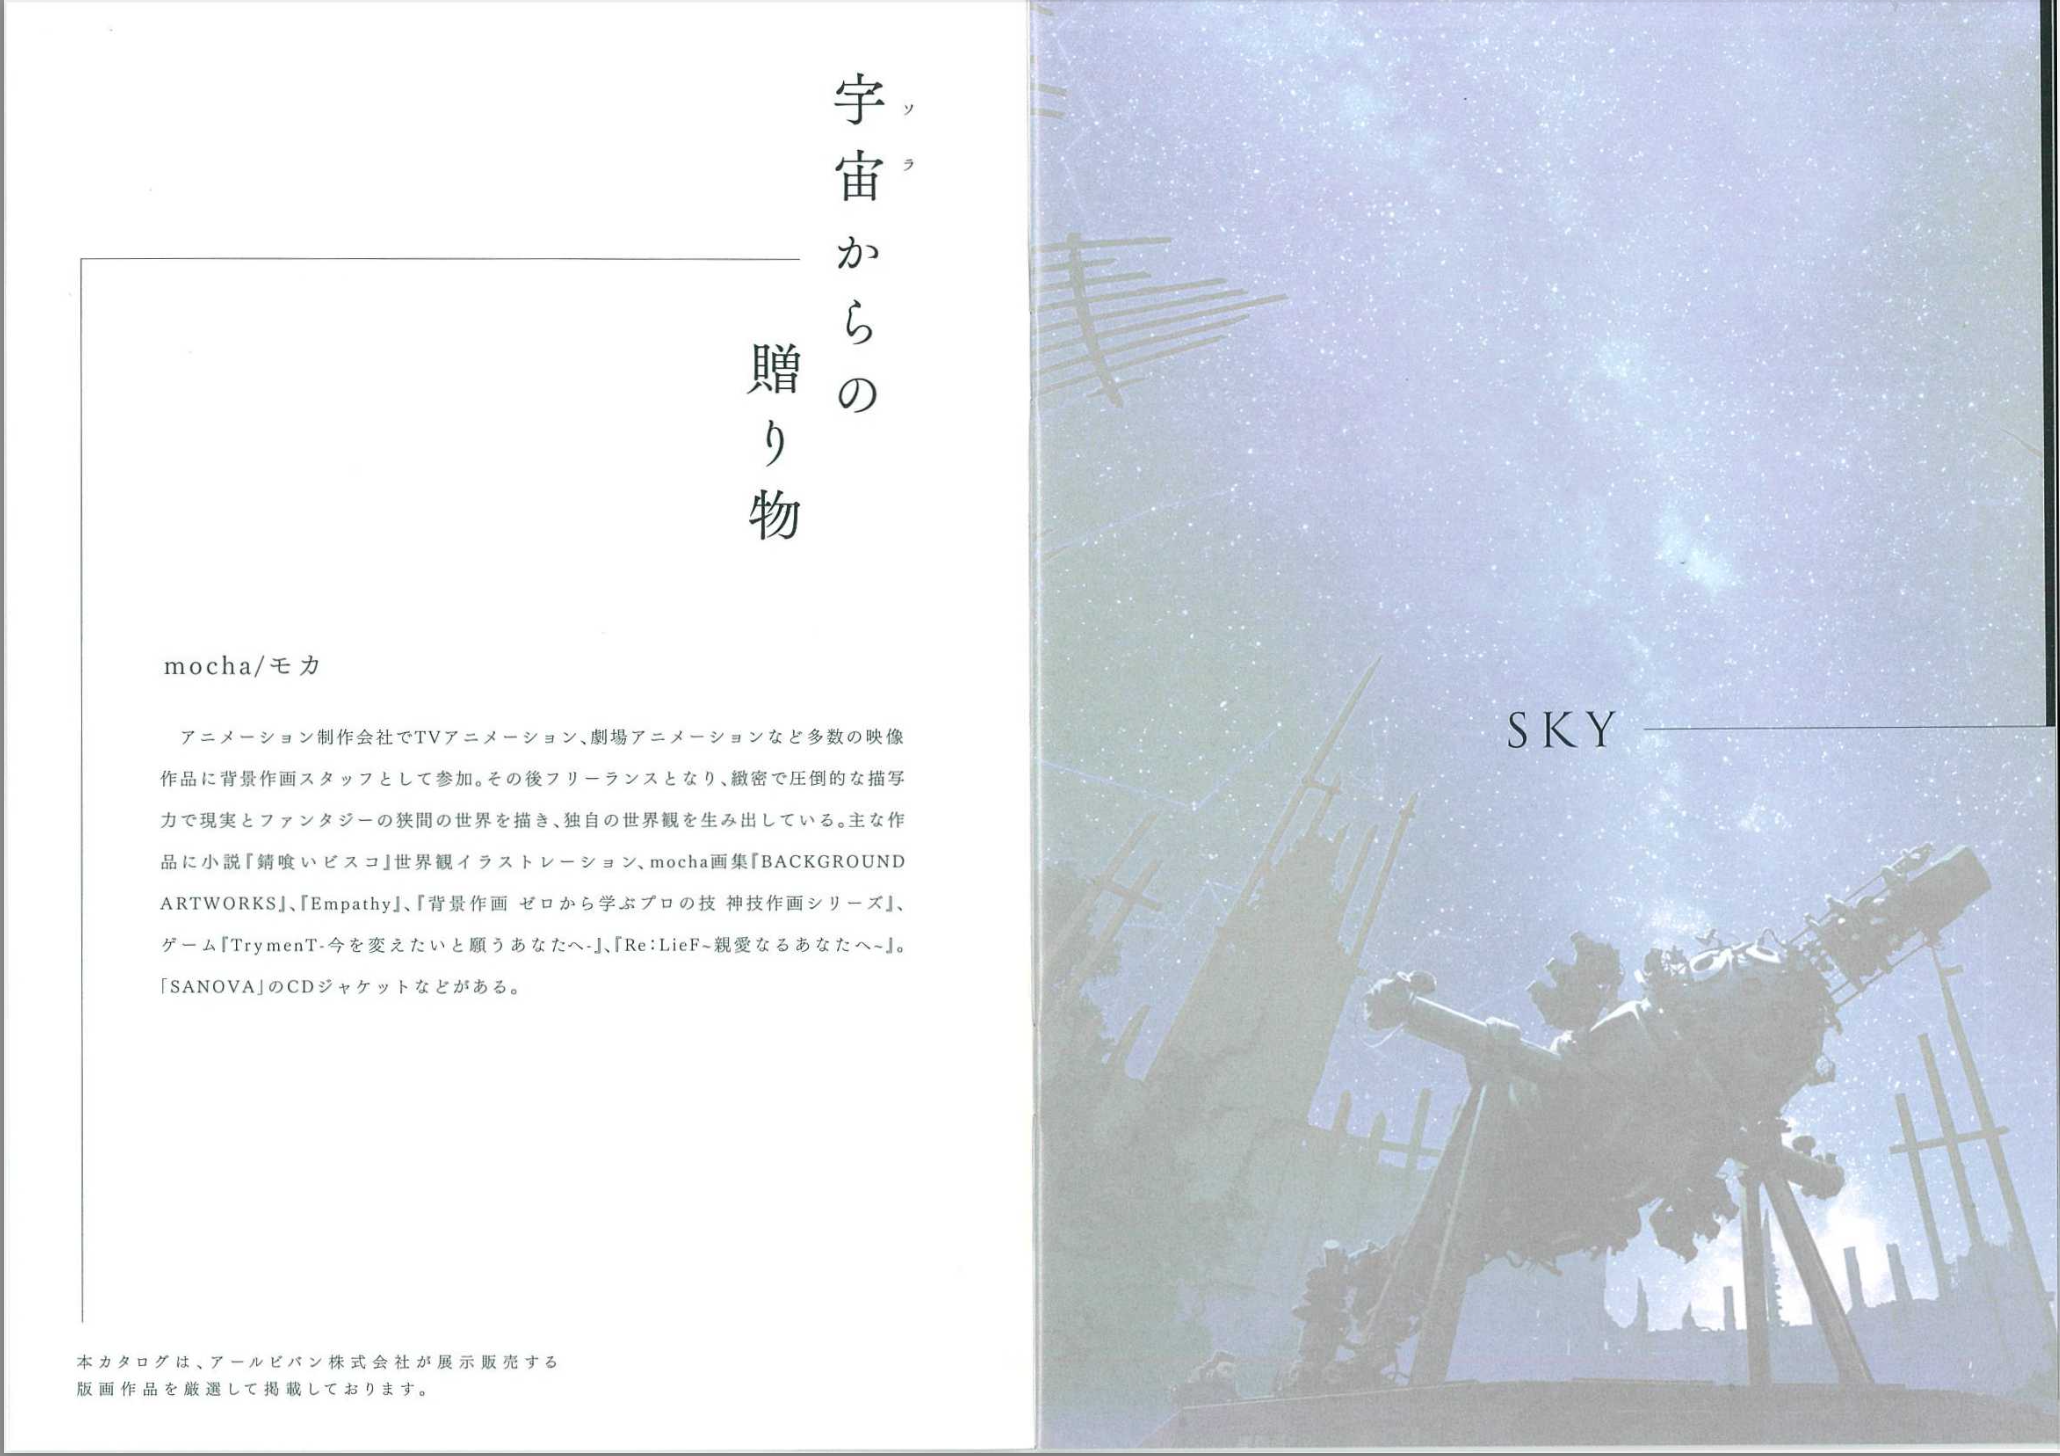 宇宙からの
ソラ
贈り物
mocha/モカ
アニメーション制作会社でTVアニメーション、劇場アニメーションなど多数の映像
作品に背景作画スタッフとして参加。その後フリーランスとなり、緻密で圧倒的な描写
力で現実とファンタジーの狭間の世界を描き、独自の世界観を生み出している。主な作
品に小説『錆喰いビスコ』世界観イラストレーション、mocha画集『BACKGROUND
ARTWORKS』、『Empathy』、『背景作画 ゼロから学ぶプロの技 神技作画シリーズ』、
ゲーム『TrymenT-今を変えたいと願うあなたへ-』、『Re:LieF~親愛なるあなたへ~』。
「SANOVA」のCDジャケットなどがある。
本カタログは、アールビバン株式会社が展示販売する
版画作品を厳選して掲載しております。
SKY